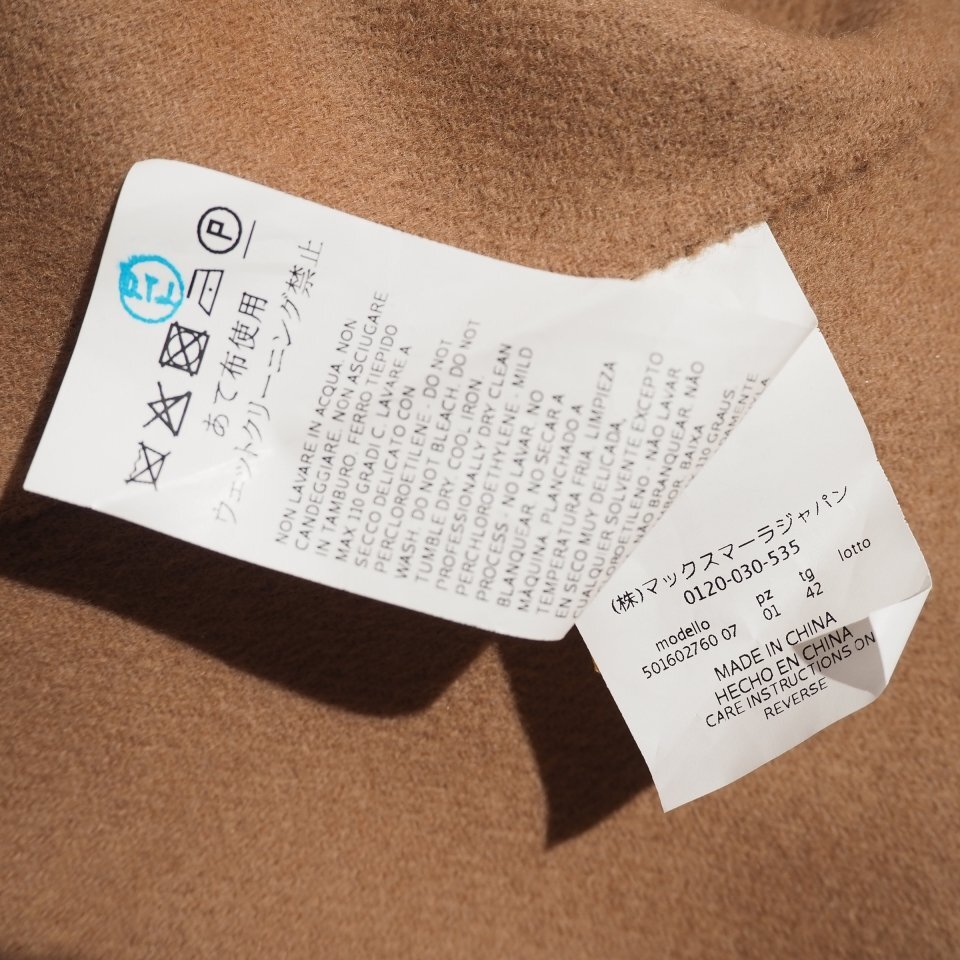 P
あて布使用
ウェットクリーニング禁止
NON LAVARE IN ACQUA. NON
CANDEGGIARE. NON ASCIUGARE
IN TAMBURO. FERRO TIEPIDO
MAX 110 GRADI C. LAVARE A
SECCO DELICATO CON
PERCLOROETILENE - DO NOT
WASH. DO NOT BLEACH. DO NOT
TUMBLE DRY. COOL IRON.
PROFESSIONALLY DRY CLEAN
PERCHLOROETHYLENE - MILD
PROCESS - NO LAVAR. NO
BLANQUEAR. NO SECAR A
MAQUINA. PLANCHADO A
TEMPERATURA FRIA. LIMPIEZA
EN SECO MUY DELICADA.
CUALQUIER SOLVENTE EXCEPTO
NÃO LAVAR
NÃO BRANQUEAR. NÃO
BAIXA
GRAUS
(株)マックスマーラジャパン
0120-030-535
modello pz tg lotto
501602760 07 01 42
MADE IN CHINA
HECHO EN CHINA
CARE INSTRUCTIONS ON
REVERSE